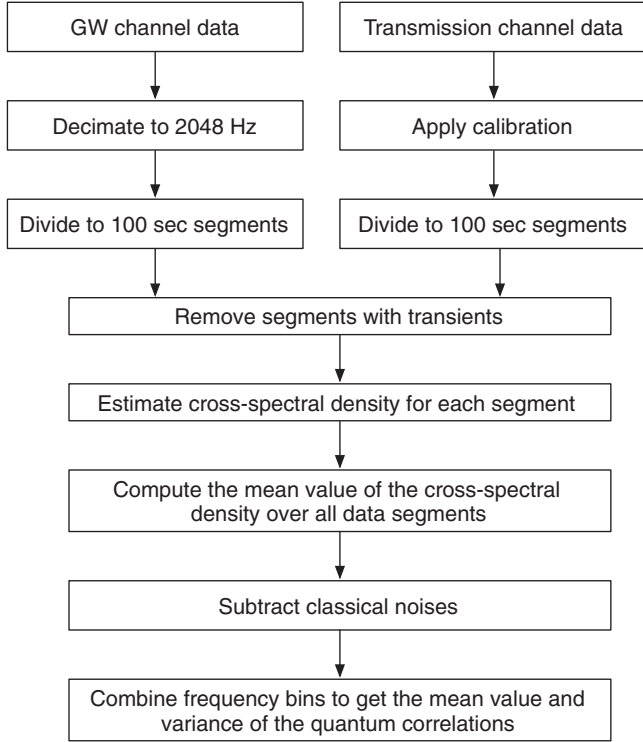 GW channel data
Transmission channel data
Decimate to 2048 Hz
Apply calibration
Divide to 100 sec segments
Divide to 100 sec segments
Remove segments with transients
Estimate cross-spectral density for each segment
Compute the mean value of the cross-spectral
density over all data segments
Subtract classical noises
Combine frequency bins to get the mean value and
variance of the quantum correlations